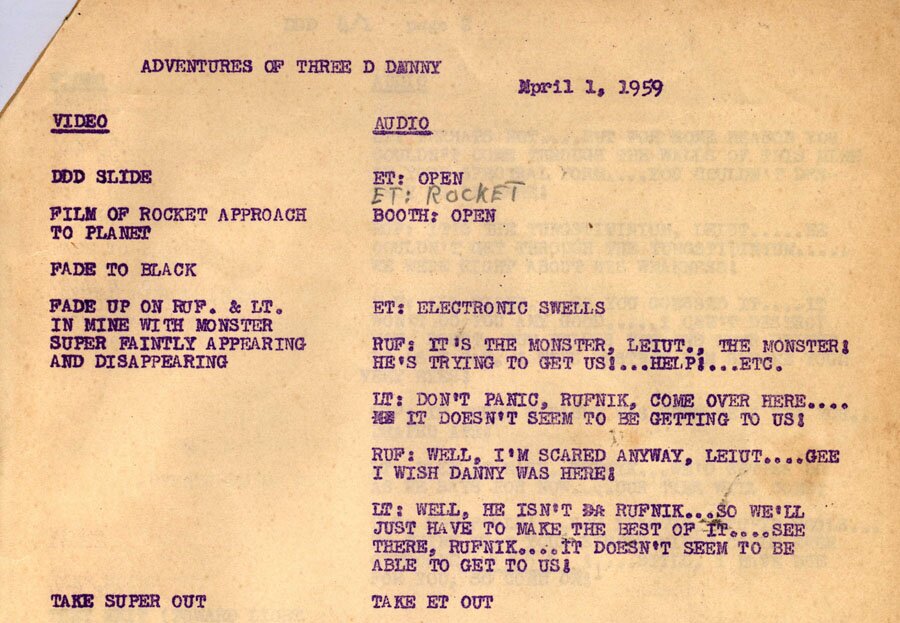 ADVENTURES OF THREE D DANNY
April 1, 1959
VIDEO
AUDIO
DDD SLIDE
ET: OPEN
ET: ROCKET
FILM OF ROCKET APPROACH
TO PLANET
BOOTH: OPEN
FADE TO BLACK
FADE UP ON RUF. & LT.
IN MINE WITH MONSTER
SUPER FAINTLY APPEARING
AND DISAPPEARING
ET: ELECTRONIC SWELLS
RUF: IT'S THE MONSTER, LEIUT., THE MONSTER!
HE'S TRYING TO GET US!...HELP!...ETC.
LT: DON'T PANIC, RUFNIK, COME OVER HERE....
IT DOESN'T SEEM TO BE GETTING TO US!
RUF: WELL, I'M SCARED ANYWAY, LEIUT....GEE
I WISH DANNY WAS HERE!
LT: WELL, HE ISN'T RUFNIK...SO WE'LL
JUST HAVE TO MAKE THE BEST OF IT....SEE
THERE, RUFNIK....IT DOESN'T SEEM TO BE
ABLE TO GET TO US!
TAKE SUPER OUT
TAKE ET OUT